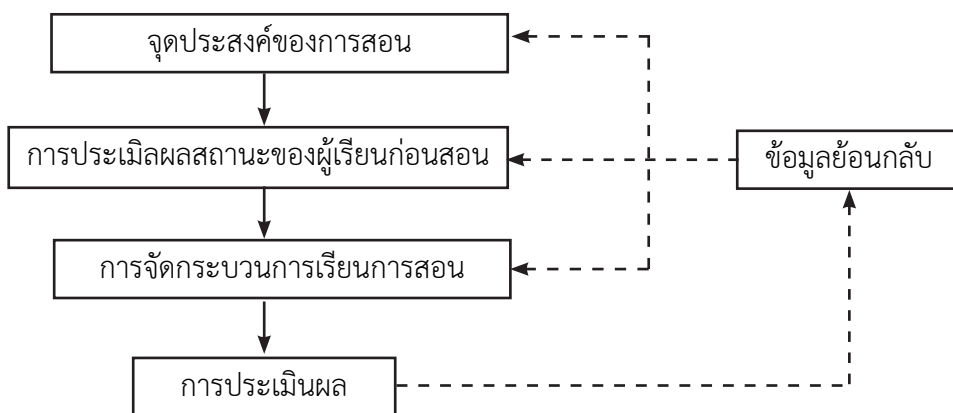 จุดประสงค์ของการสอน
การประเมิลผลสถานะของผู้เรียนก่อนสอน
ข้อมูลย้อนกลับ
การจัดกระบวนการเรียนการสอน
การประเมินผล